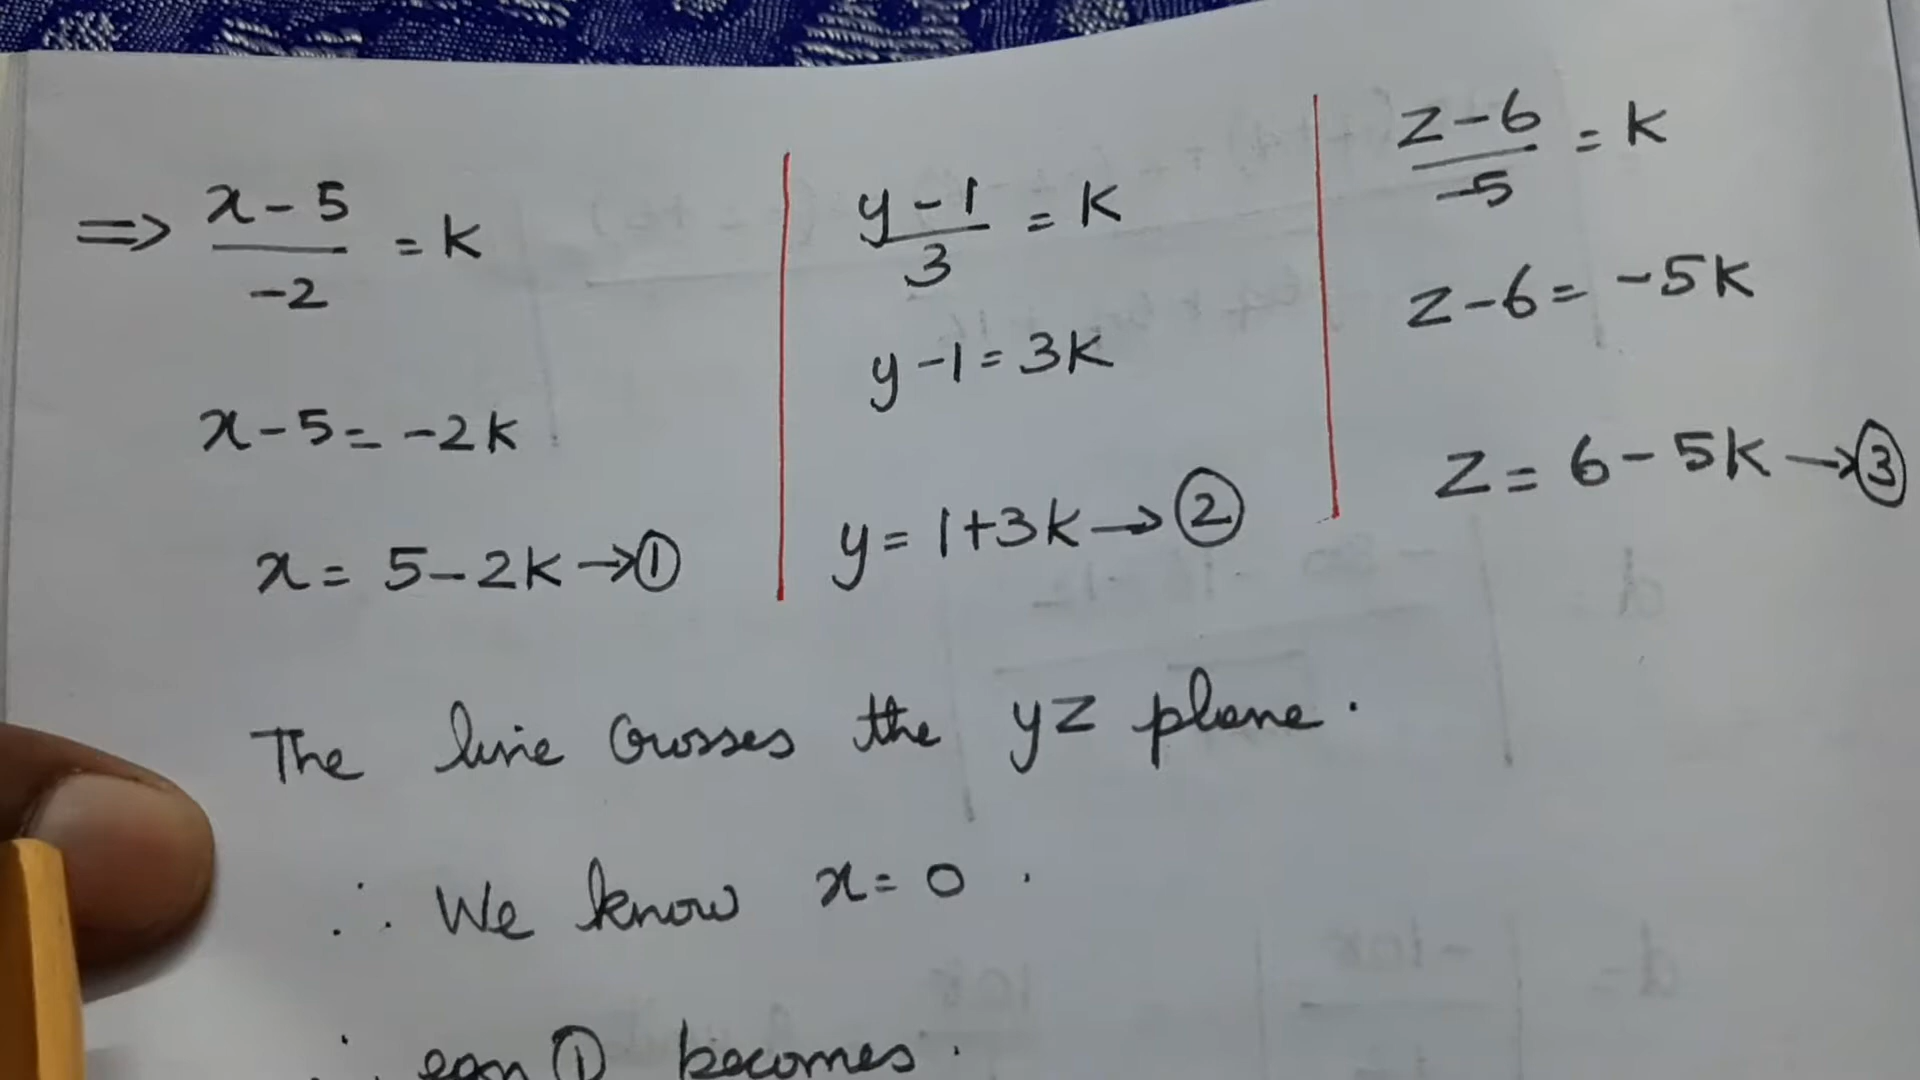 ⇒ x-5/-2 = k
x-5 = -2k
x = 5-2k → ①
y-1/3 = k
y-1 = 3k
y = 1+3k → ②
z-6/-5 = k
z-6 = -5k
z = 6-5k → ③
The line crosses the yz plane.
∴ We know x = 0.
∴ eqn ① becomes.